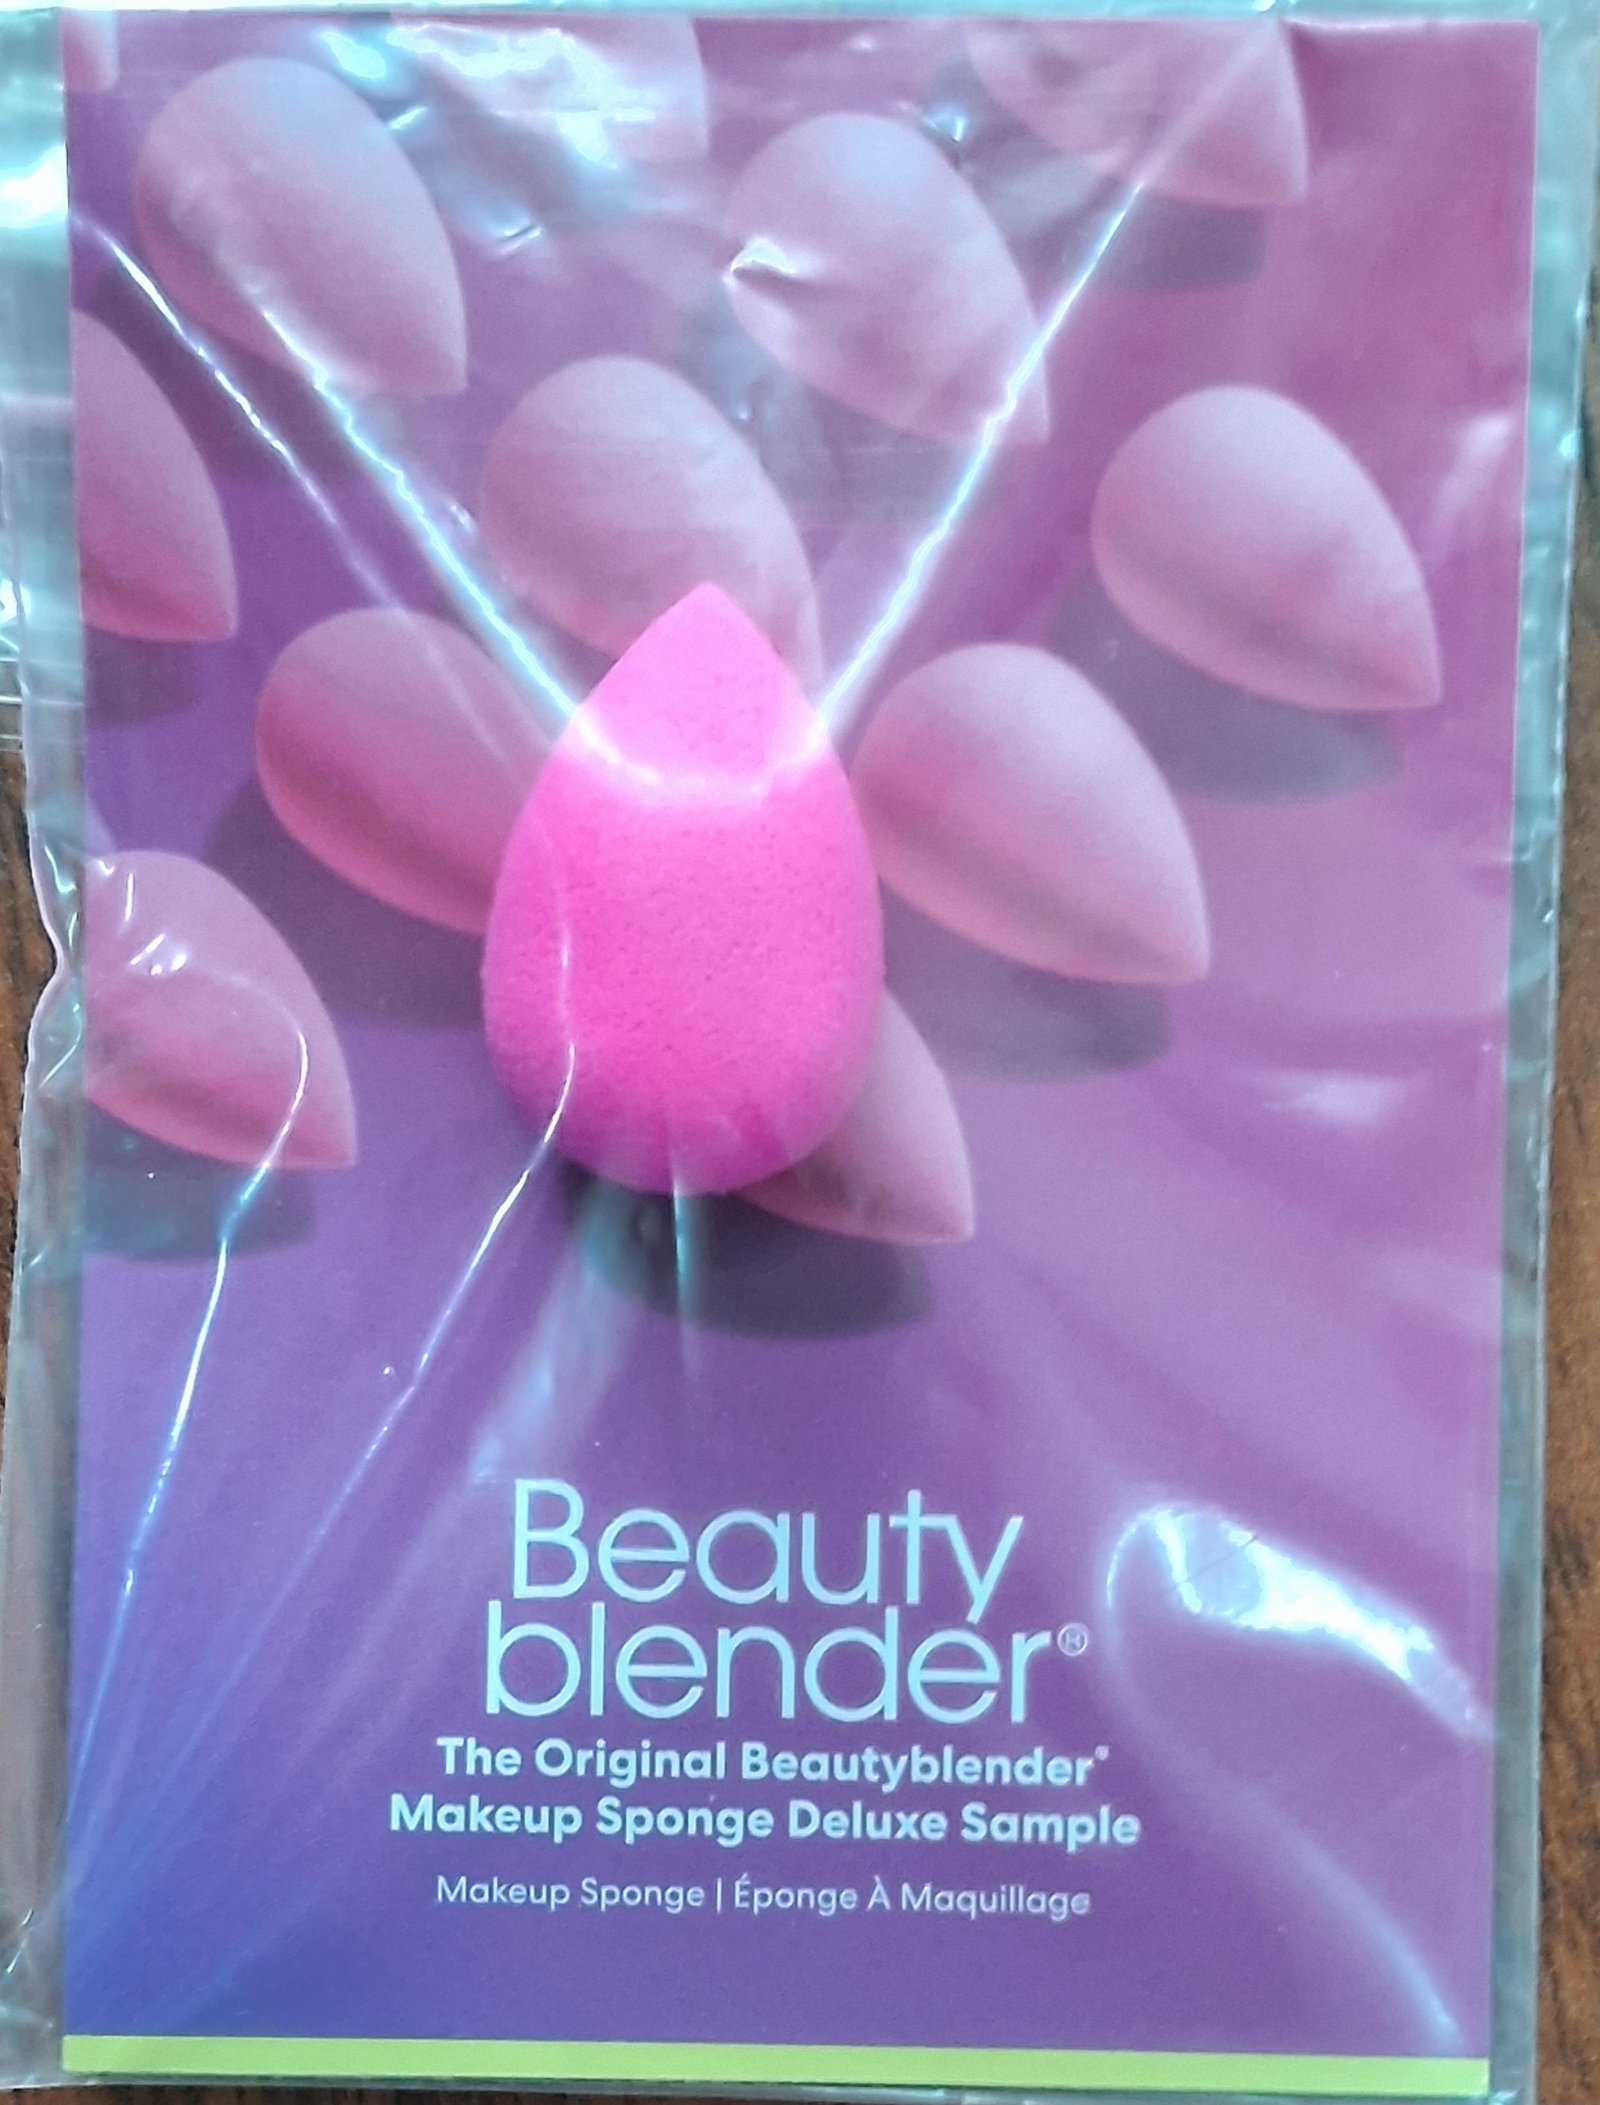 Beauty
blender®
The Original Beautyblender®
Makeup Sponge Deluxe Sample
Makeup Sponge | Éponge À Maquillage